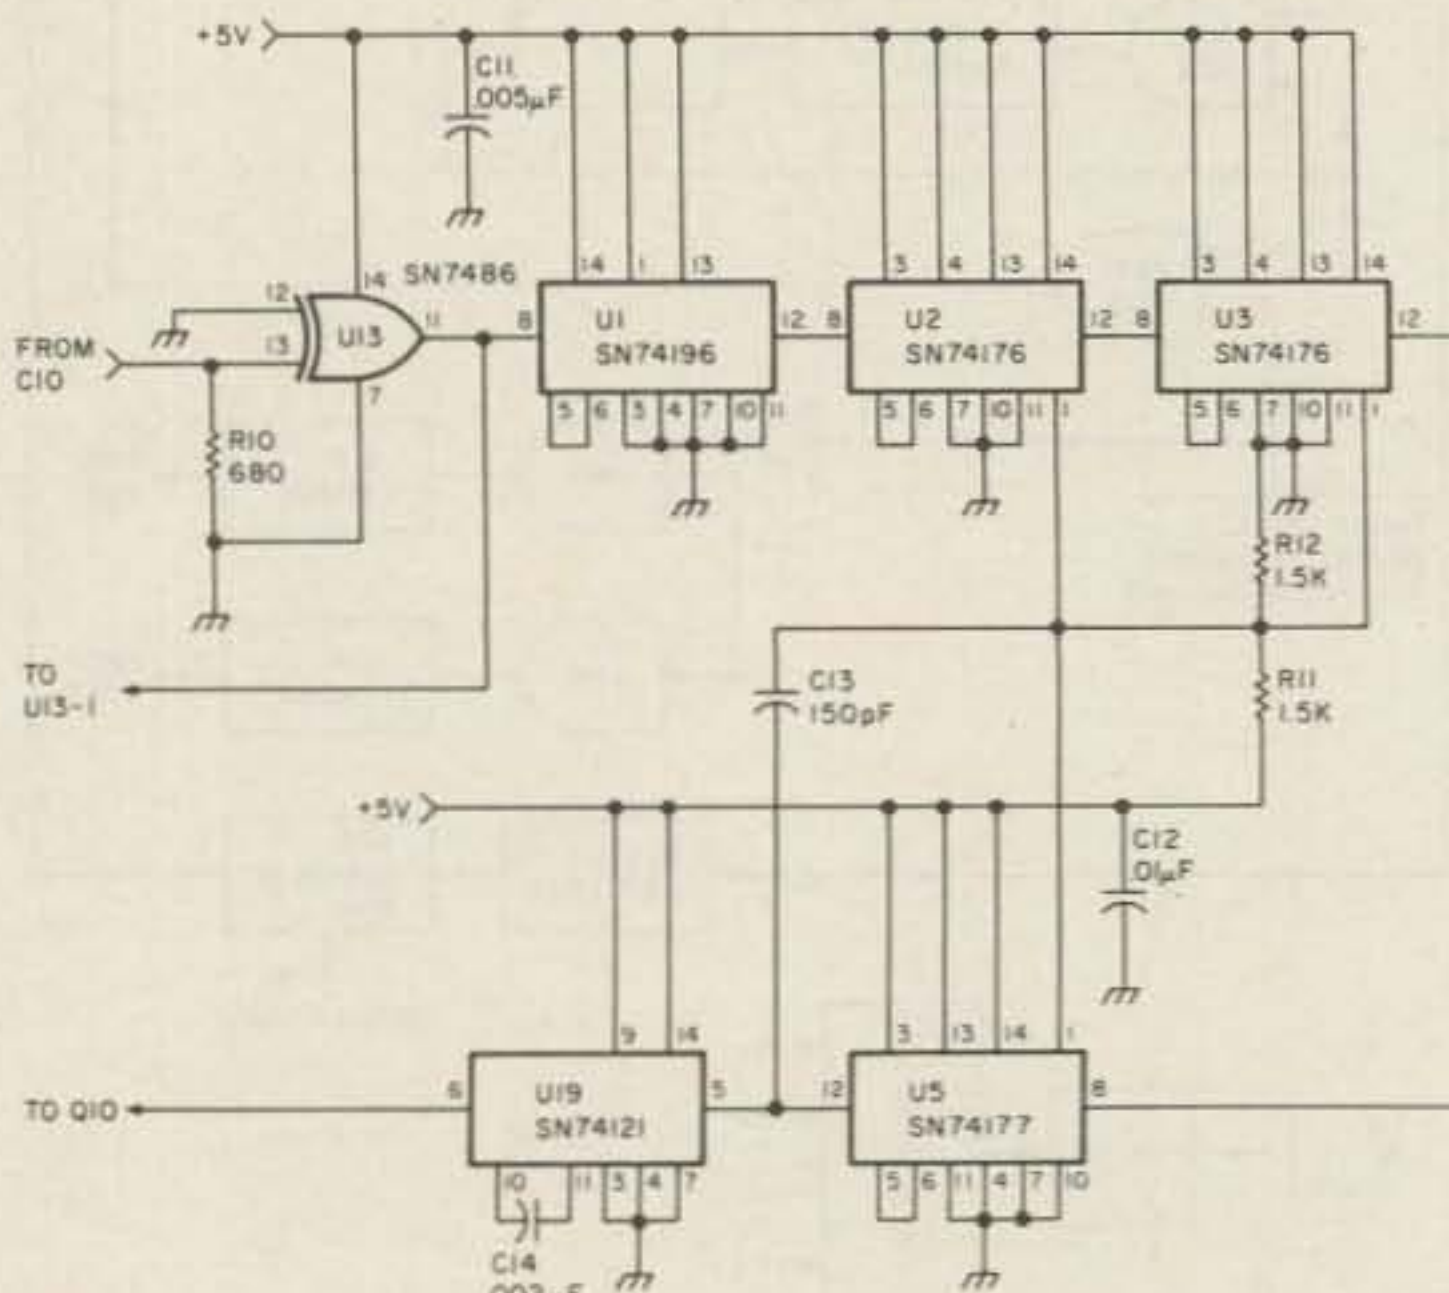 +5V
C11
.005µF
14
1
13
3
4
13
14
3
4
13
14
SN7486
12
14
U13
11
13
7
FROM
C10
R10
680
8
U1
SN74196
12
8
U2
SN74176
12
8
U3
SN74176
12
5
6
3
4
7
10
11
5
6
7
10
11
1
5
6
7
10
11
1
R12
1.5K
TO
U13-1
C13
150pF
R11
1.5K
+5V
C12
.01µF
9
14
3
13
14
1
TO Q10
6
U19
SN74121
5
12
U5
SN74177
8
10
11
3
4
7
5
6
11
4
7
10
C14